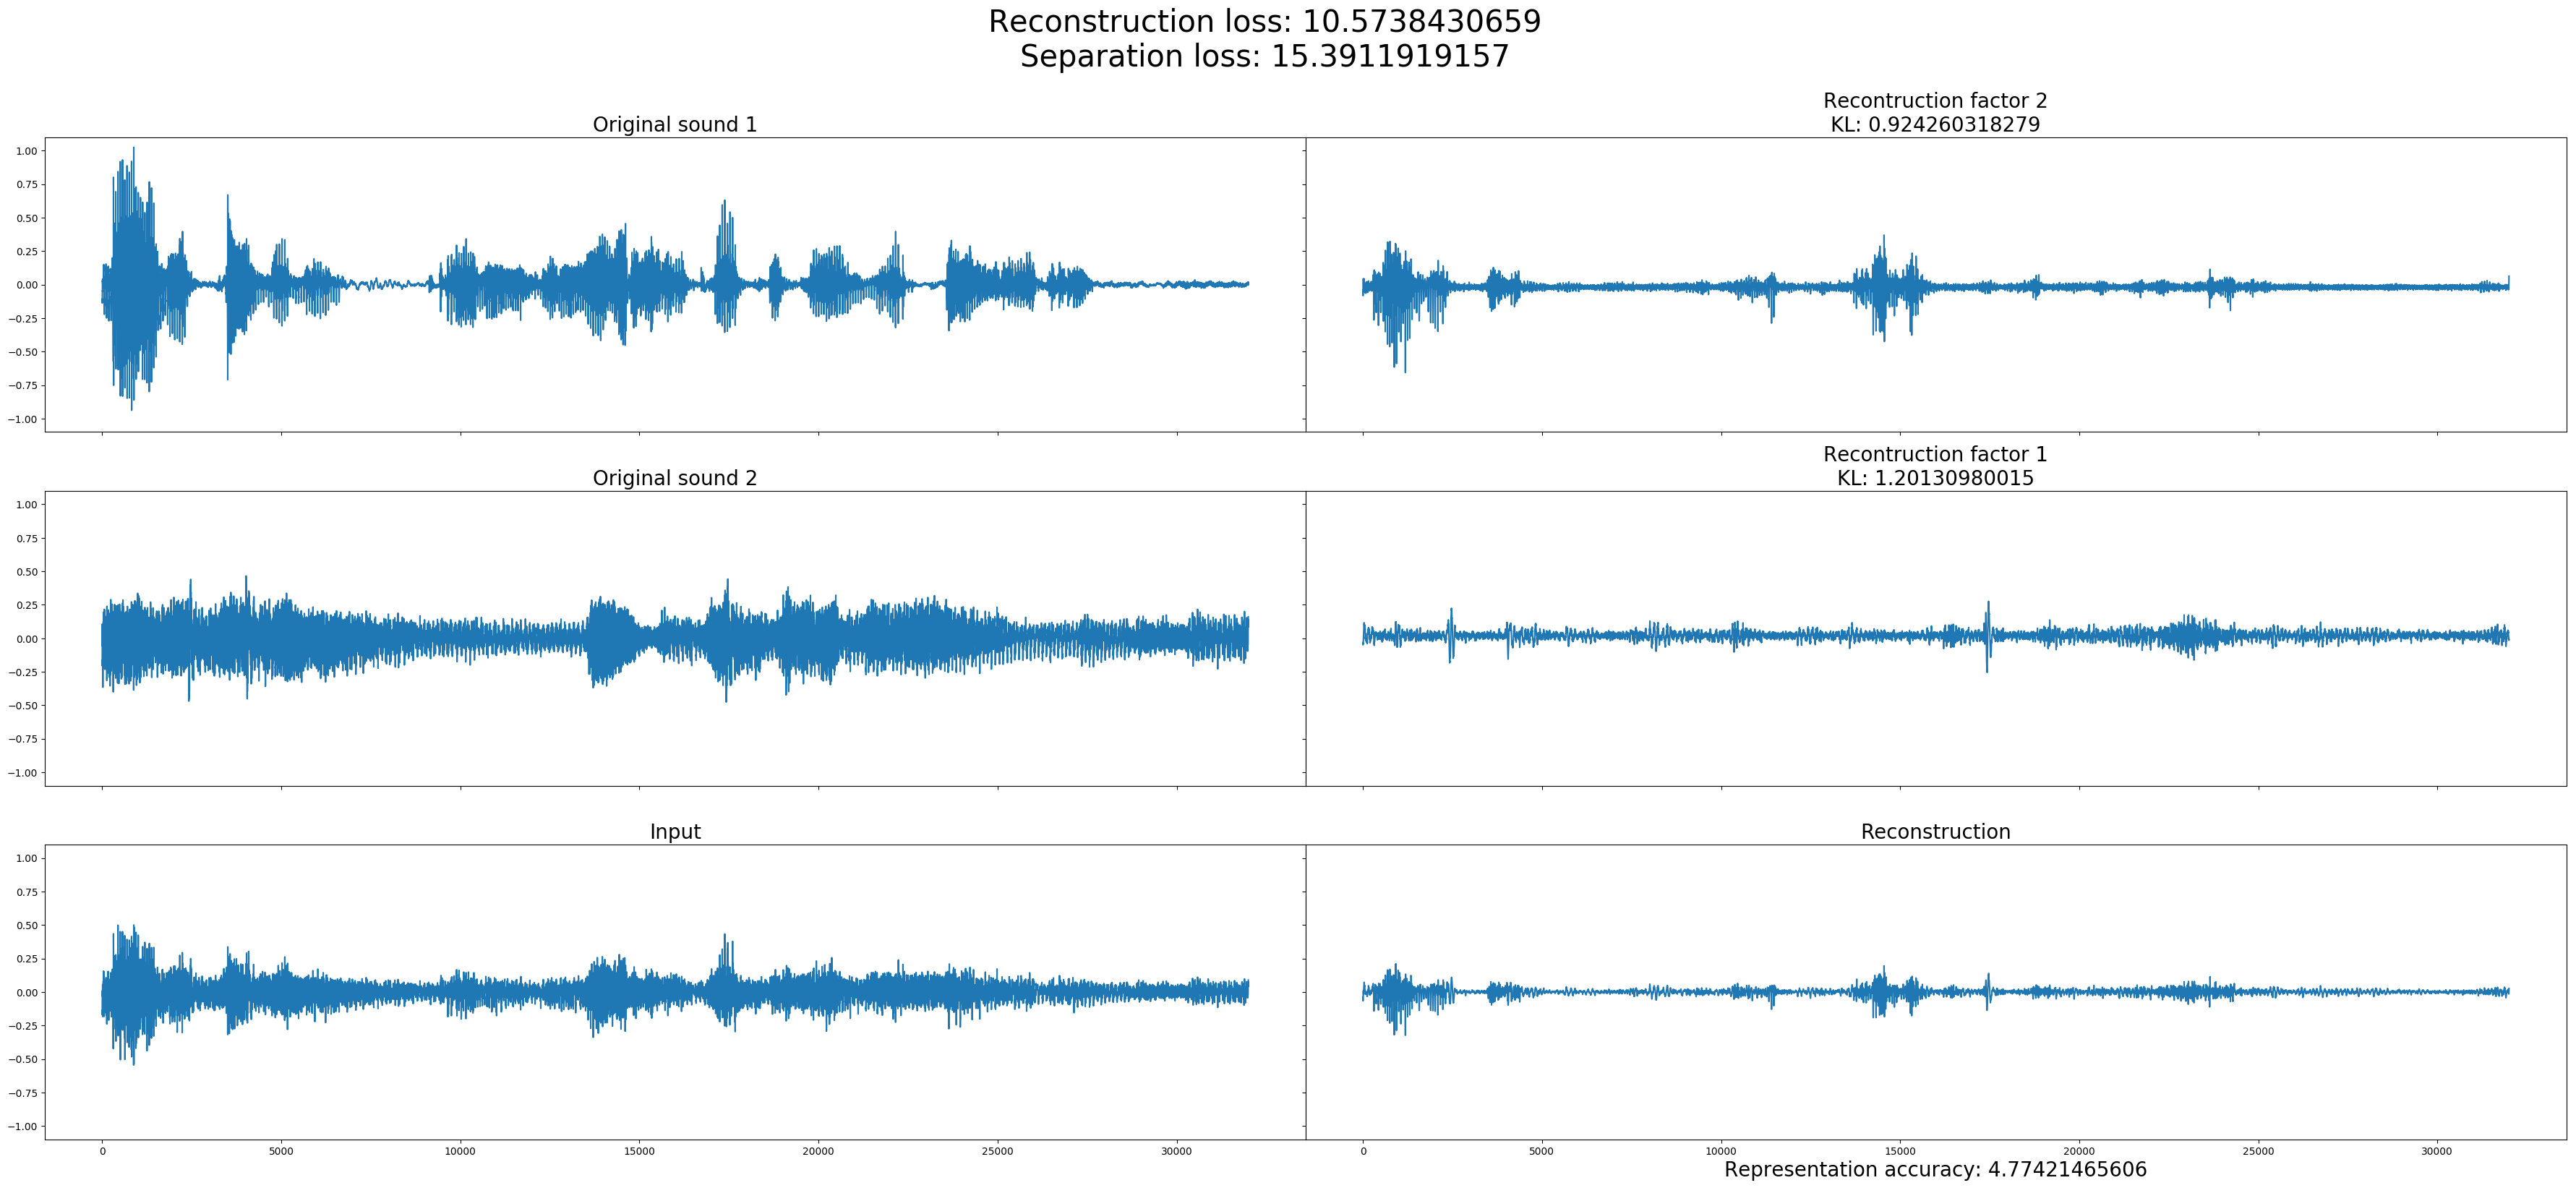 Reconstruction loss: 10.5738430659
Separation loss: 15.3911919157
Original sound 1
Recontruction factor 2
KL: 0.924260318279
1.00
0.75
0.50
0.25
0.00
−0.25
−0.50
−0.75
−1.00
0 5000 10000 15000 20000 25000 30000
0 5000 10000 15000 20000 25000 30000
Original sound 2
Recontruction factor 1
KL: 1.20130980015
1.00
0.75
0.50
0.25
0.00
−0.25
−0.50
−0.75
−1.00
Input
Reconstruction
1.00
0.75
0.50
0.25
0.00
−0.25
−0.50
−0.75
−1.00
Representation accuracy: 4.77421465606